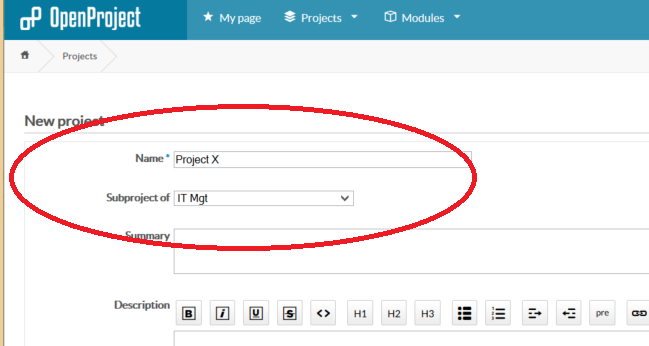 OpenProject My page Projects Modules
Projects
New project
Name * Project X
Subproject of IT Mgt
Summary
Description B i U S <> H1 H2 H3 pre